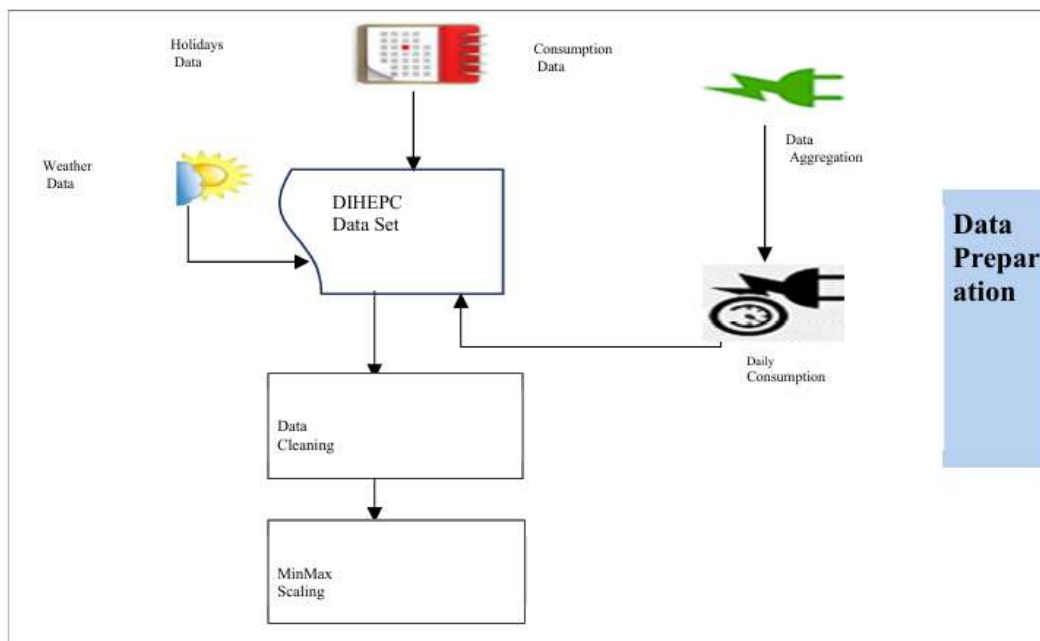 Holidays
Data
Consumption
Data
Data
Aggregation
Weather
Data
DIHEPC
Data Set
Data
Prepar
ation
Daily
Consumption
Data
Cleaning
MinMax
Scaling